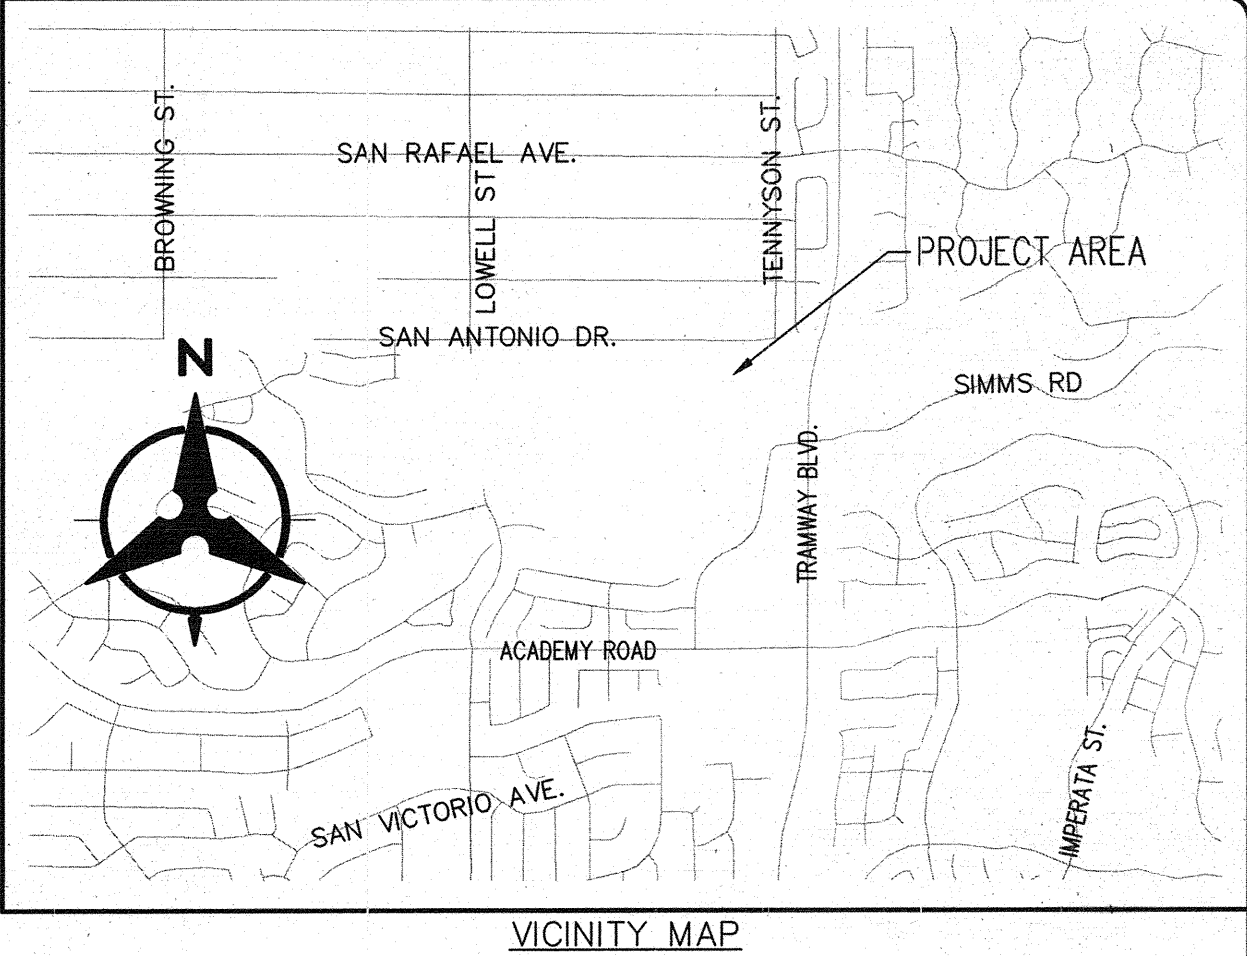 BROWNING ST.
SAN RAFAEL AVE.
LOWELL ST
TENNYSON ST.
PROJECT AREA
SAN ANTONIO DR.
N
SIMMS RD
TRAMWAY BLVD.
ACADEMY ROAD
SAN VICTORIO AVE.
IMPERATA ST.
VICINITY MAP